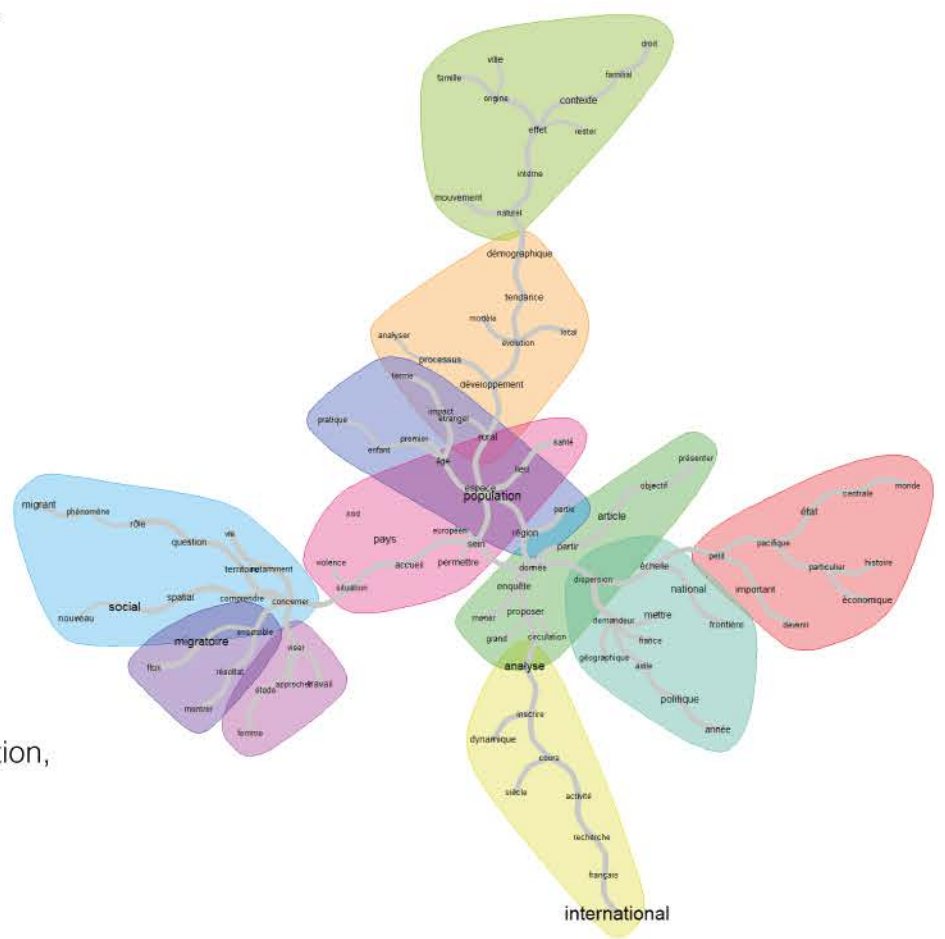 droit
ville
famille
familial
origine
contexte
effet
rester
interne
mouvement
naturel
démographique
tendance
modèle
local
analyser
évolution
processus
terme
développement
impact
étranger
pratique
premier
rural
santé
enfant
âgé
lieu
présenter
espace
population
objectif
monde
centrale
migrant
phénomène
rôle
sud
partie
article
état
européen
région
vie
question
pays
sein
partir
pacifique
petit
violence
accueil
permettre
donnée
échelle
particulier
histoire
territoire
notamment
dispersion
situation
enquête
national
important
économique
spatial
comprendre
concerner
social
nouveau
mener
proposer
demandeur
mettre
frontière
devenir
migratoire
ensemble
grand
circulation
france
viser
géographique
asile
flux
résultat
analyse
étude
approche
travail
politique
montrer
inscrire
femme
année
dynamique
tion,
cours
siècle
activité
recherche
français
international